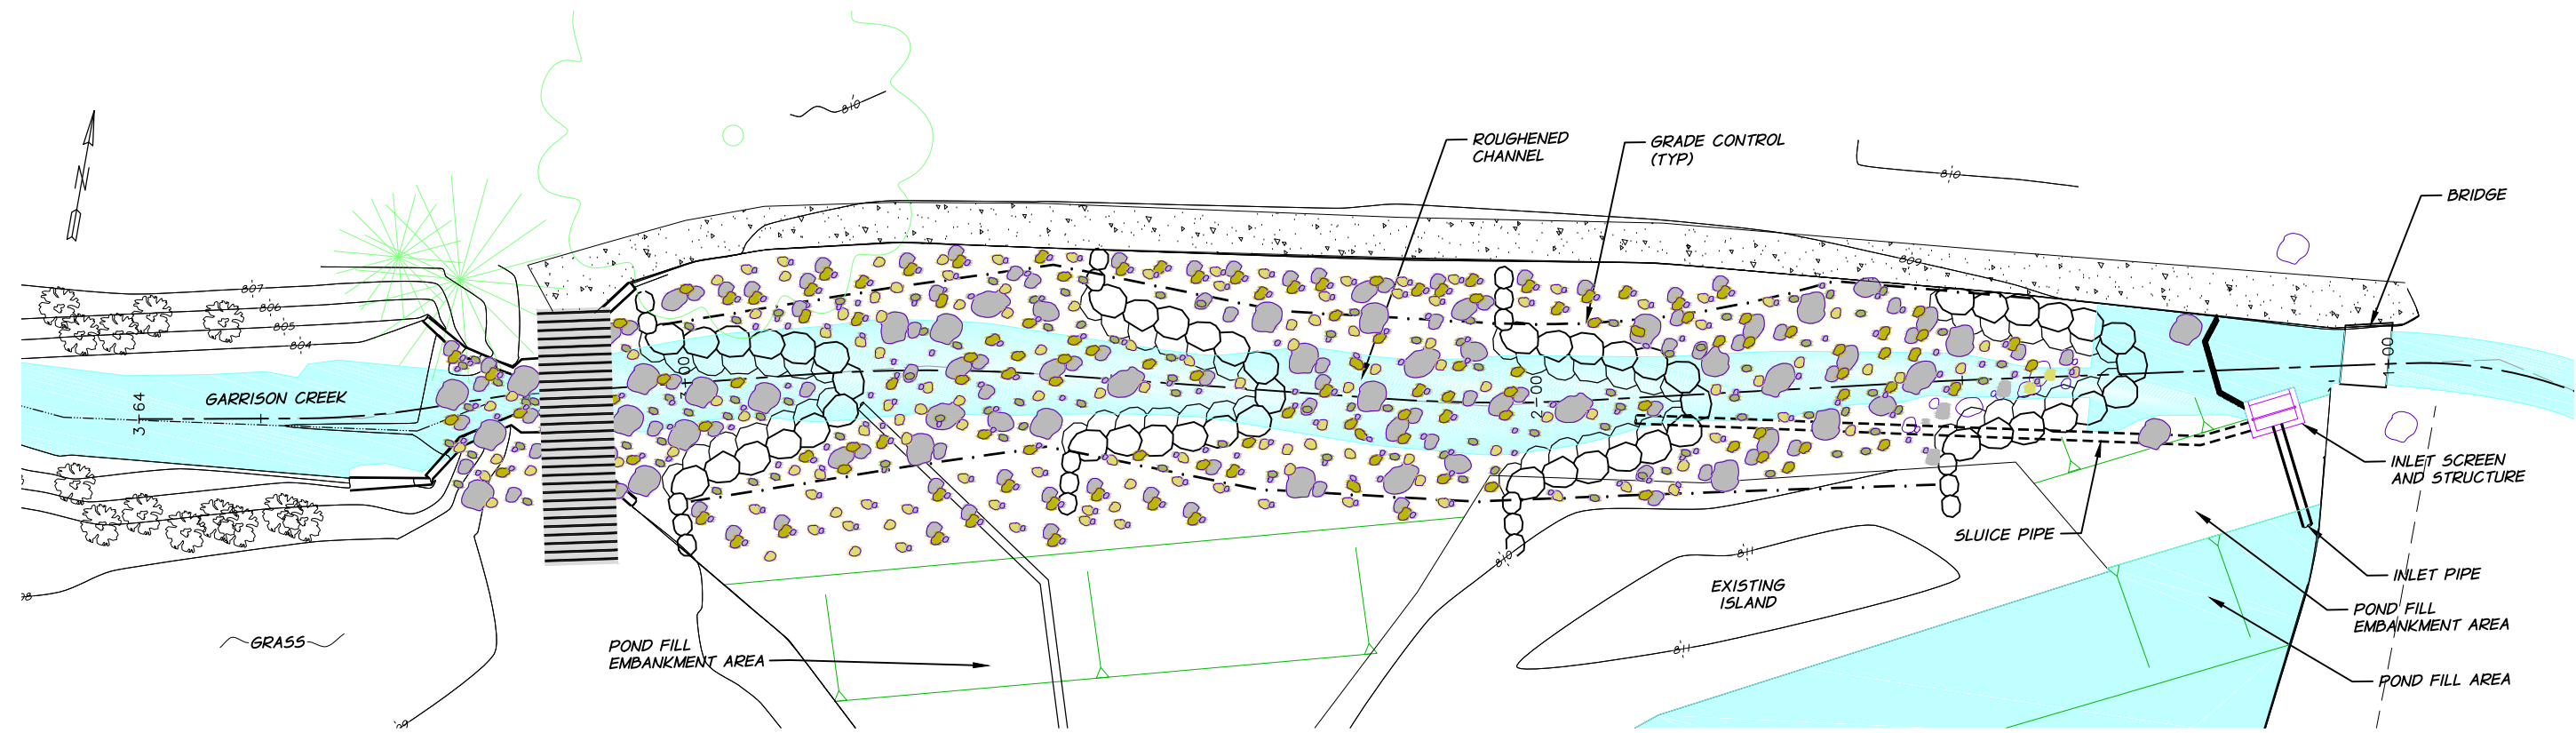 810
ROUGHENED
CHANNEL
GRADE CONTROL
(TYP)
810
BRIDGE
N
809
807
806
805
804
GARRISON CREEK
3+64
3+00
2+00
1+00
INLET SCREEN
AND STRUCTURE
SLUICE PIPE
810
811
EXISTING
ISLAND
811
INLET PIPE
POND FILL
EMBANKMENT AREA
GRASS
POND FILL
EMBANKMENT AREA
POND FILL AREA